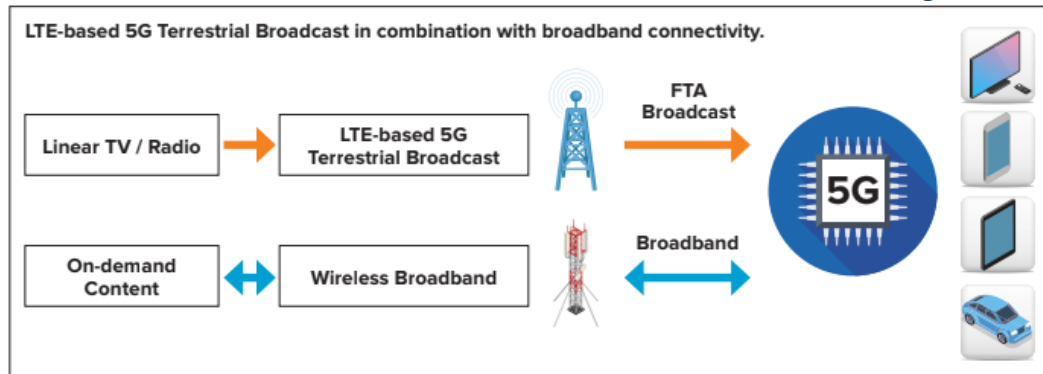 LTE-based 5G Terrestrial Broadcast in combination with broadband connectivity.
Linear TV / Radio
LTE-based 5G
Terrestrial Broadcast
FTA
Broadcast
5G
On-demand
Content
Wireless Broadband
Broadband